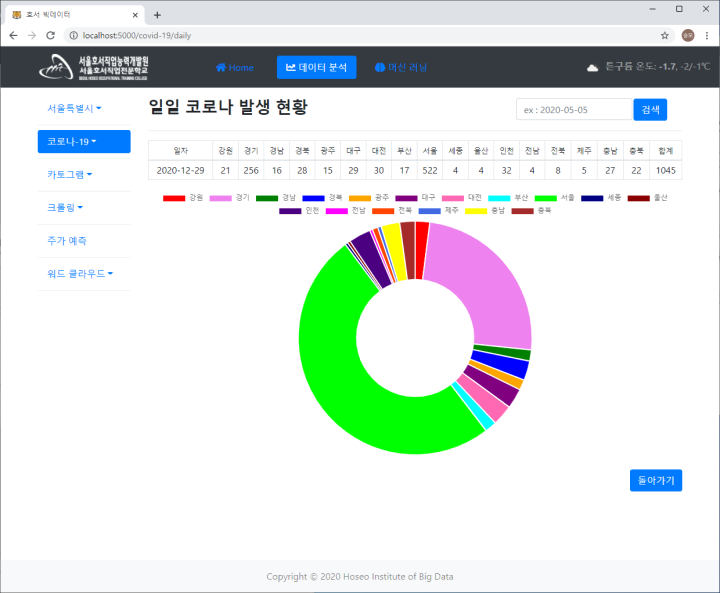 호서 빅데이터
localhost:5000/covid-19/daily
서울호서직업능력개발원
서울호서직업전문학교
SEOUL HOSEO OCCUPATIONAL TRAINING COLLEGE
Home
데이터 분석
머신 러닝
튼구름 온도: -1.7, -2/-1℃
서울특별시
코로나-19
카토그램
크롤링
주가 예측
워드 클라우드
일일 코로나 발생 현황
ex : 2020-05-05
검색
일자 강원 경기 경남 경북 광주 대구 대전 부산 서울 세종 울산 인천 전남 전북 제주 충남 충북 합계
2020-12-29 21 256 16 28 15 29 30 17 522 4 4 32 4 8 5 27 22 1045
강원 경기 경남 경북 광주 대구 대전 부산 서울 세종 울산
인천 전남 전북 제주 충남 충북
돌아가기
Copyright © 2020 Hoseo Institute of Big Data